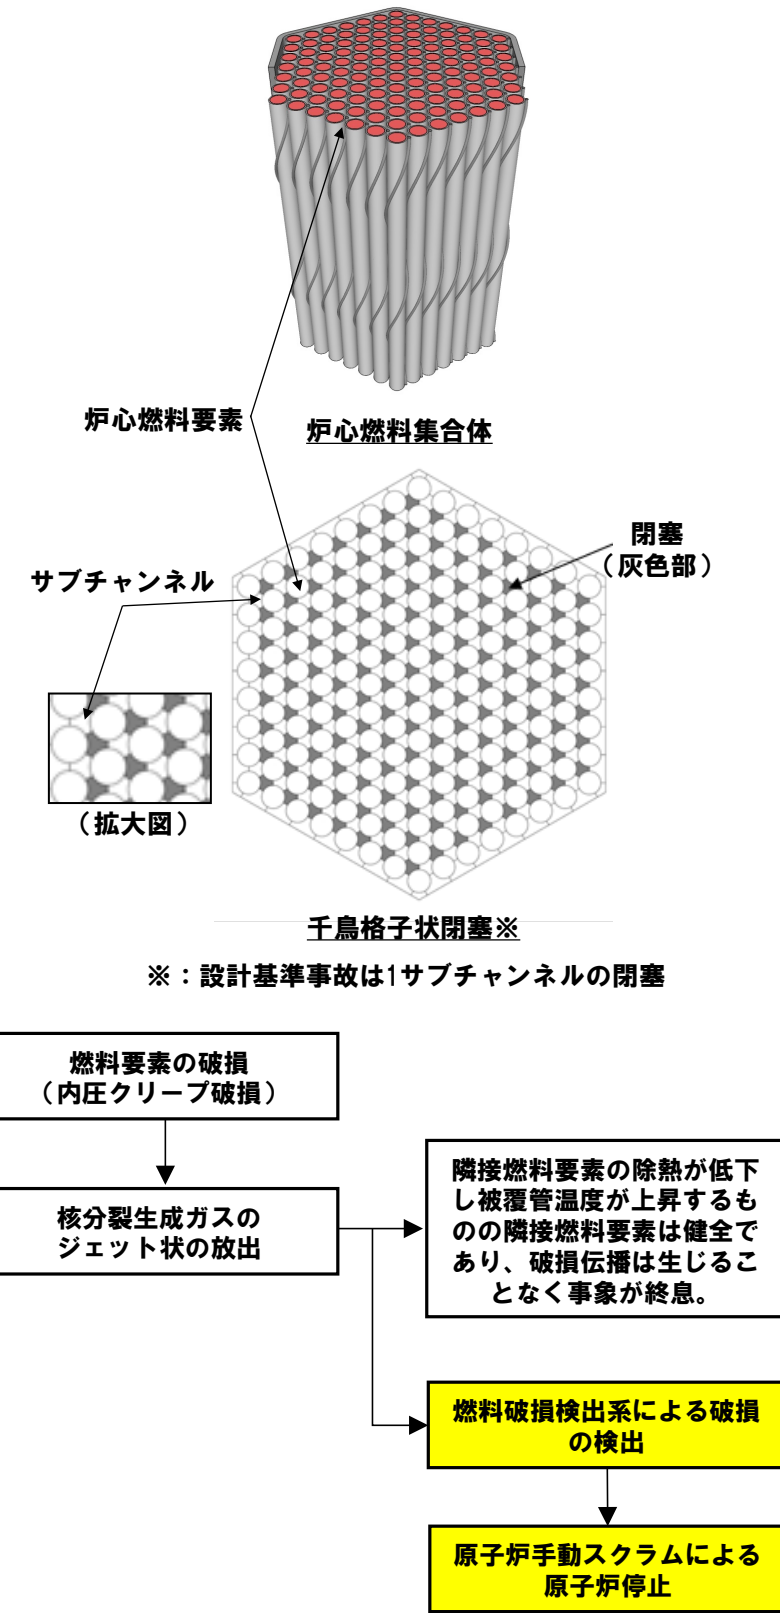 炉心燃料要素
炉心燃料集合体
閉塞
（灰色部）
サブチャンネル
（拡大図）
千鳥格子状閉塞※
※：設計基準事故は1サブチャンネルの閉塞
燃料要素の破損
（内圧クリープ破損）
核分裂生成ガスの
ジェット状の放出
隣接燃料要素の除熱が低下
し被覆管温度が上昇するも
のの隣接燃料要素は健全で
あり、破損伝播は生じるこ
となく事象が終息。
燃料破損検出系による破損
の検出
原子炉手動スクラムによる
原子炉停止